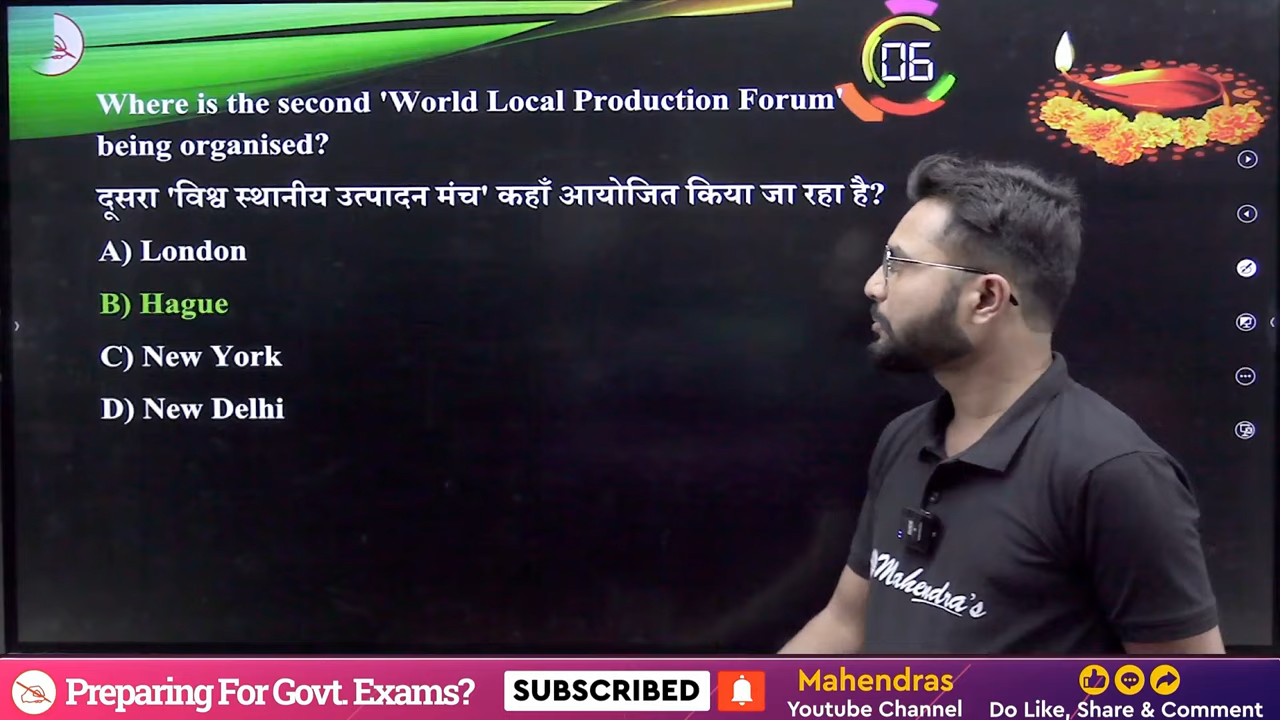 06
Where is the second 'World Local Production Forum'
being organised?
दूसरा 'विश्व स्थानीय उत्पादन मंच' कहाँ आयोजित किया जा रहा है?
A) London
B) Hague
C) New York
D) New Delhi
Mahendra's
Preparing For Govt. Exams?
SUBSCRIBED
Mahendras
Youtube Channel
Do Like, Share & Comment